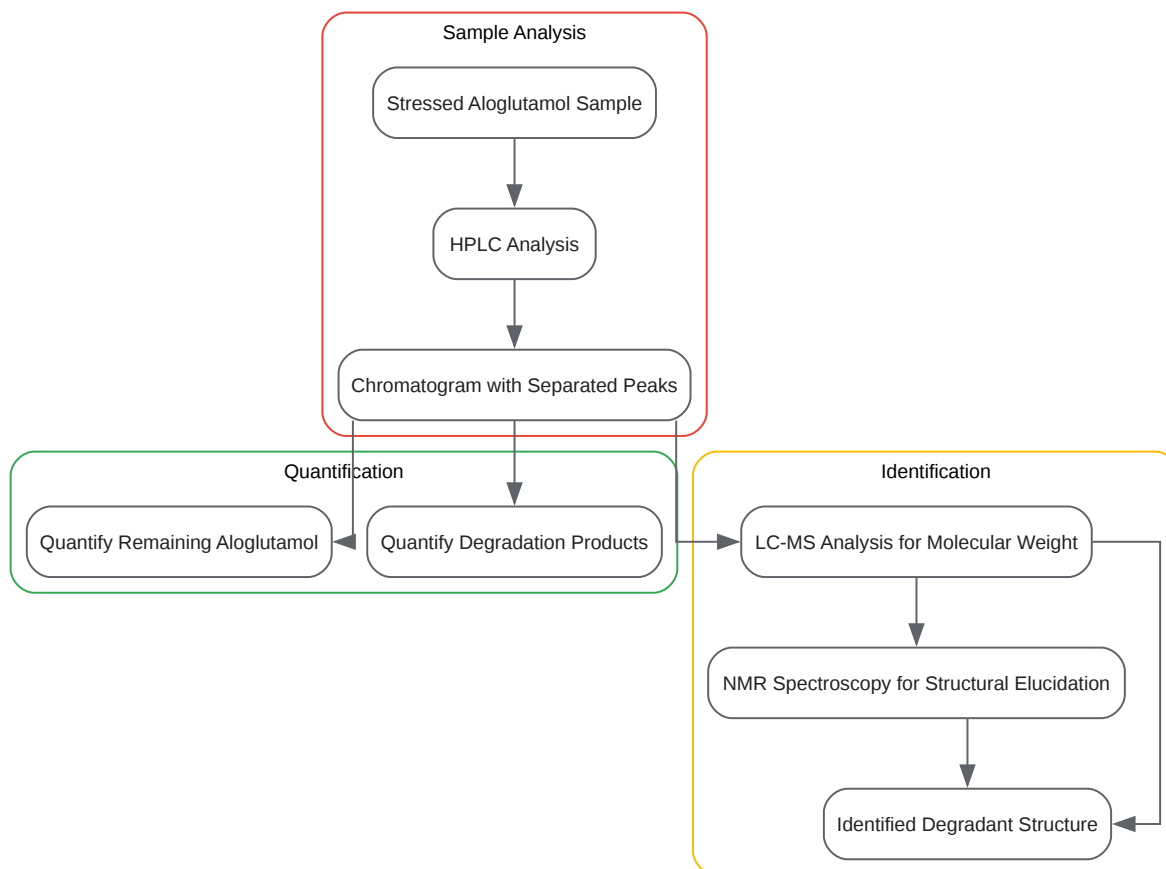 Sample Analysis
Stressed Aloglutamol Sample
HPLC Analysis
Chromatogram with Separated Peaks
Quantification
Quantify Remaining Aloglutamol
Quantify Degradation Products
Identification
LC-MS Analysis for Molecular Weight
NMR Spectroscopy for Structural Elucidation
Identified Degradant Structure